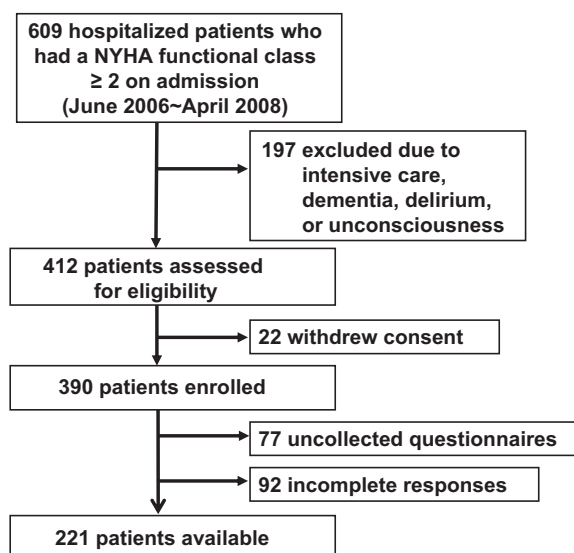 609 hospitalized patients who
had a NYHA functional class
≥ 2 on admission
(June 2006~April 2008)
197 excluded due to
intensive care,
dementia, delirium,
or unconsciousness
412 patients assessed
for eligibility
22 withdrew consent
390 patients enrolled
77 uncollected questionnaires
92 incomplete responses
221 patients available